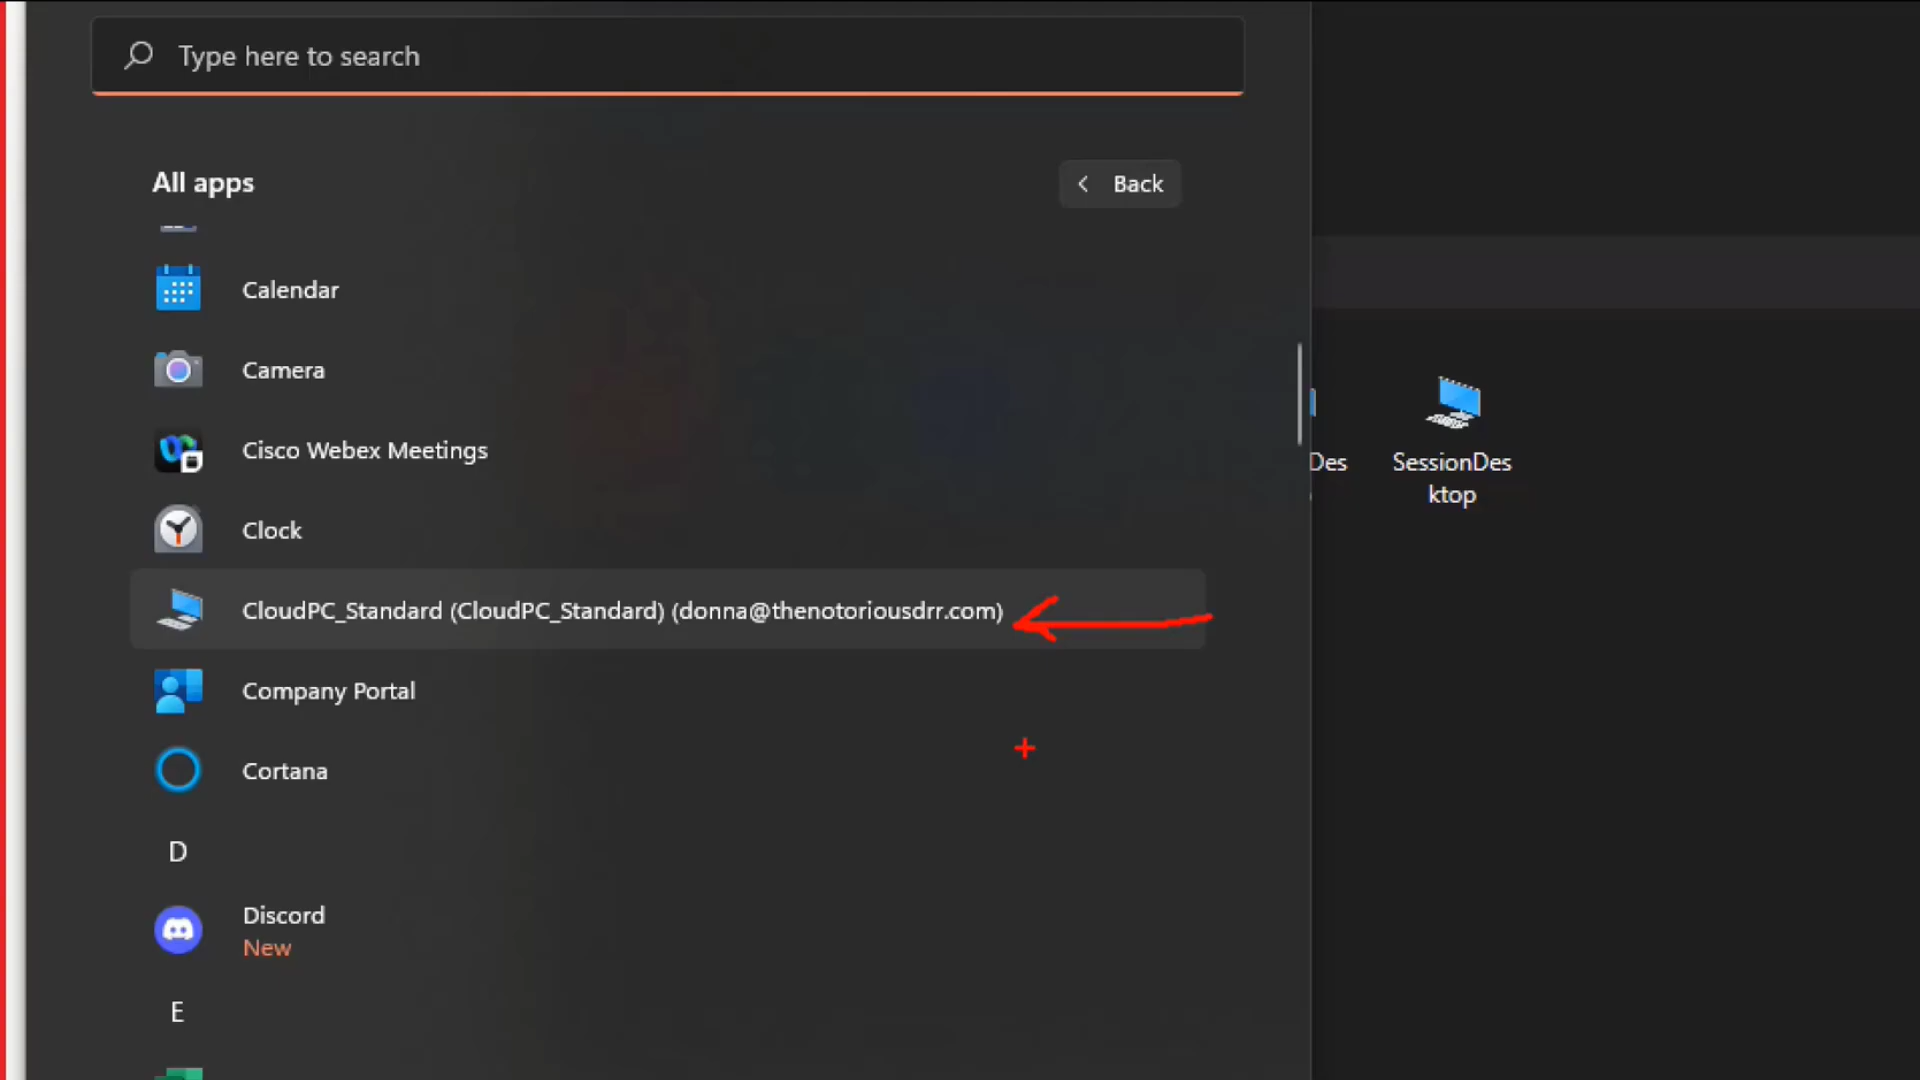 Type here to search
All apps
Back
Calendar
Camera
Cisco Webex Meetings
Clock
CloudPC_Standard (CloudPC_Standard) (donna@thenotoriousdrr.com)
Company Portal
Cortana
D
Discord
New
E
Des
SessionDes
ktop